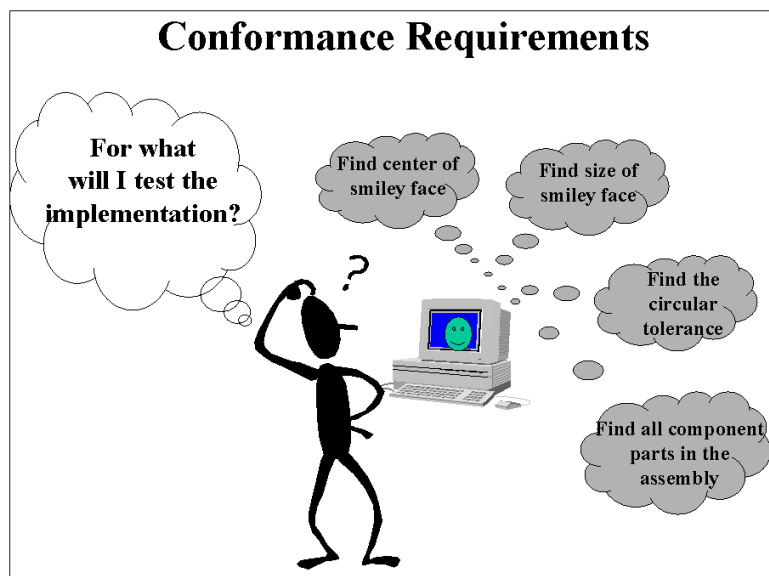 Conformance Requirements
For what
will I test the
implementation?
Find center of
smiley face
Find size of
smiley face
Find the
circular
tolerance
Find all component
parts in the
assembly
?